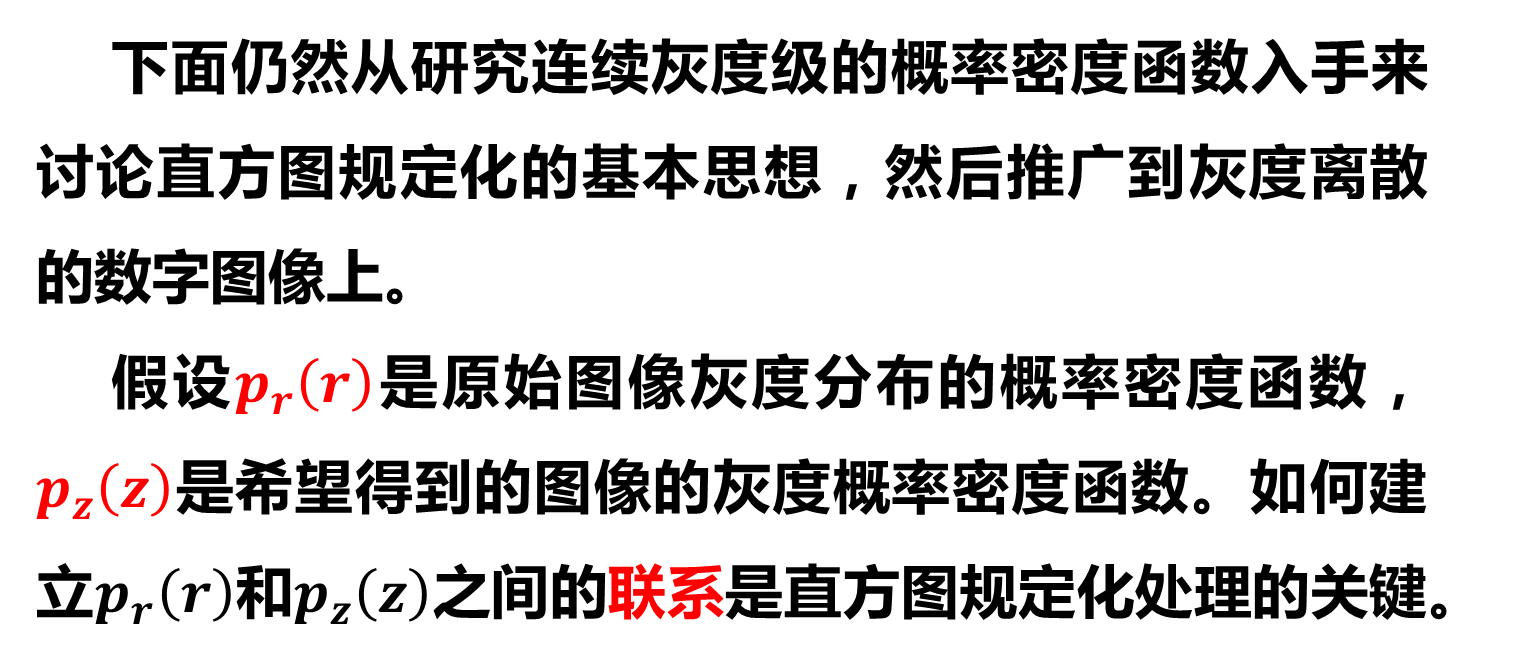 下面仍然从研究连续灰度级的概率密度函数入手来
讨论直方图规定化的基本思想，然后推广到灰度离散
的数字图像上。
假设pᵣ(r)是原始图像灰度分布的概率密度函数，
p_z(z)是希望得到的图像的灰度概率密度函数。如何建
立pᵣ(r)和p_z(z)之间的联系是直方图规定化处理的关键。